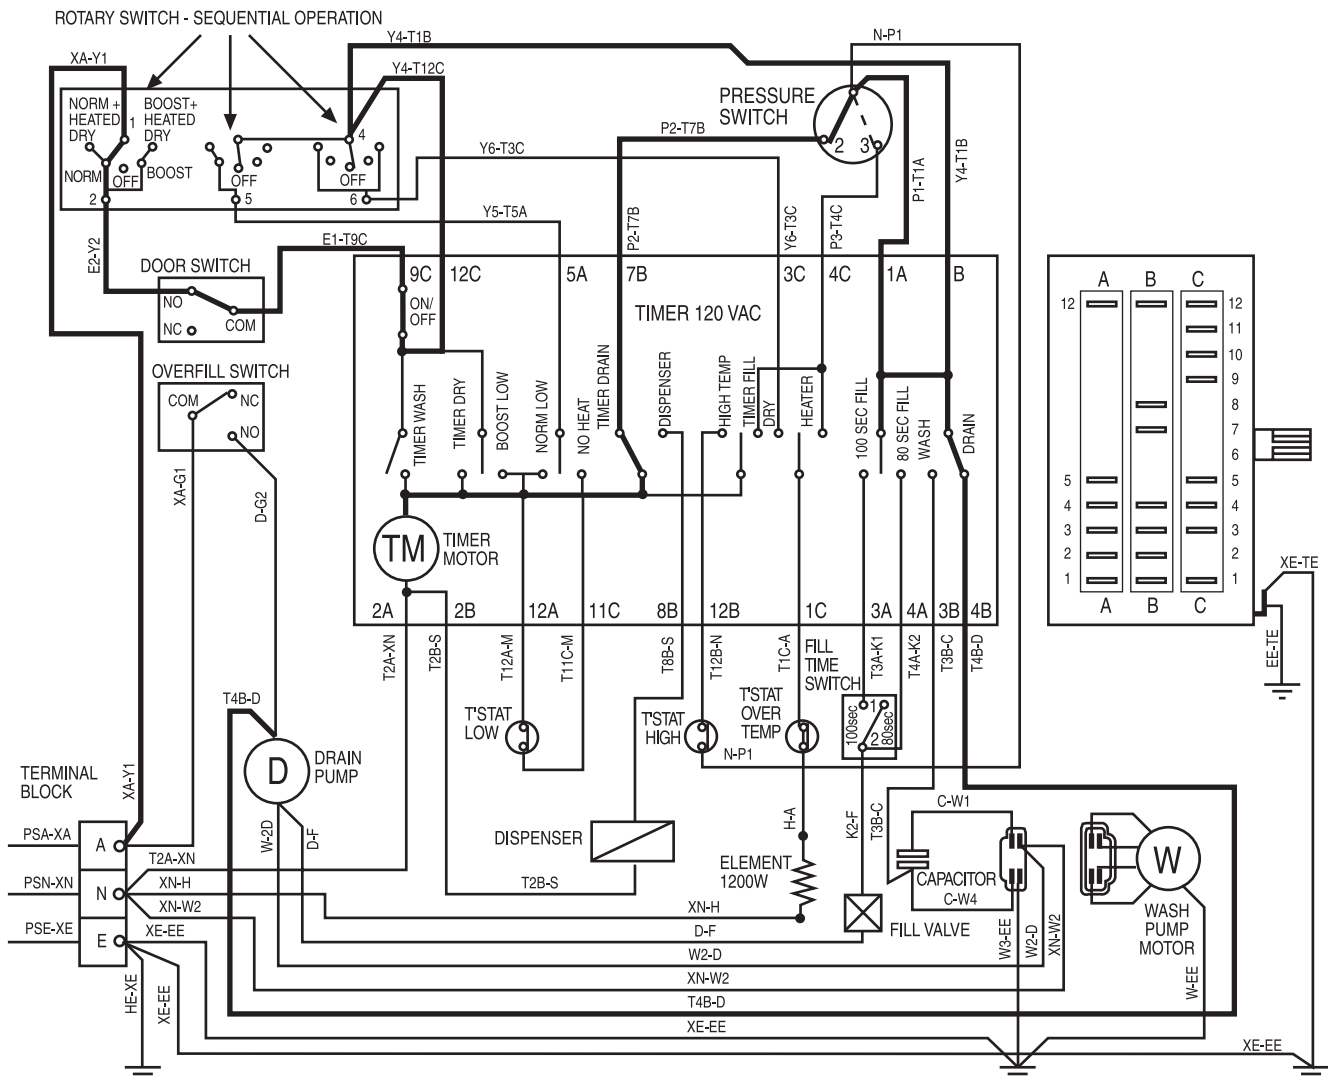 ROTARY SWITCH - SEQUENTIAL OPERATION
Y4-T1B
N-P1
XA-Y1
Y4-T12C
NORM +
HEATED
DRY
BOOST+
HEATED
DRY
1
4
NORM
OFF
BOOST
OFF
OFF
2
5
6
PRESSURE
SWITCH
2
3
P2-T7B
Y6-T3C
P1-T1A
Y4-T1B
Y5-T5A
E2-Y2
E1-T9C
P2-T7B
Y6-T3C
P3-T4C
DOOR SWITCH
NO
NC
COM
9C
12C
5A
7B
3C
4C
1A
B
ON/
OFF
TIMER 120 VAC
OVERFILL SWITCH
COM
NC
NO
TIMER WASH
TIMER DRY
BOOST LOW
NORM LOW
NO HEAT
TIMER DRAIN
DISPENSER
HIGH TEMP
TIMER FILL
DRY
HEATER
100 SEC FILL
80 SEC FILL
WASH
DRAIN
XA-G1
D-G2
TM
TIMER
MOTOR
2A
2B
12A
11C
8B
12B
1C
3A
4A
3B
4B
T2A-XN
T2B-S
T12A-M
T11C-M
T8B-S
T12B-N
T1C-A
FILL
TIME
SWITCH
T3A-K1
T4A-K2
T3B-C
T4B-D
A
B
C
12
12
11
10
9
8
7
6
5
5
4
4
3
3
2
2
1
1
A
B
C
XE-TE
EE-TE
T4B-D
T'STAT
LOW
T'STAT
HIGH
T'STAT
OVER
TEMP
N-P1
100sec
1
2
80sec
D
DRAIN
PUMP
TERMINAL
BLOCK
XA-Y1
PSA-XA
A
W-2D
D-F
DISPENSER
H-A
K2-F
T3B-C
C-W1
CAPACITOR
C-W4
W
WASH
PUMP
MOTOR
T2A-XN
PSN-XN
N
XN-H
XN-W2
T2B-S
ELEMENT
1200W
PSE-XE
E
XE-EE
XN-H
D-F
FILL VALVE
W3-EE
W2-D
XN-W2
W2-D
XN-W2
W-EE
HE-XE
XE-EE
T4B-D
XE-EE
XE-EE